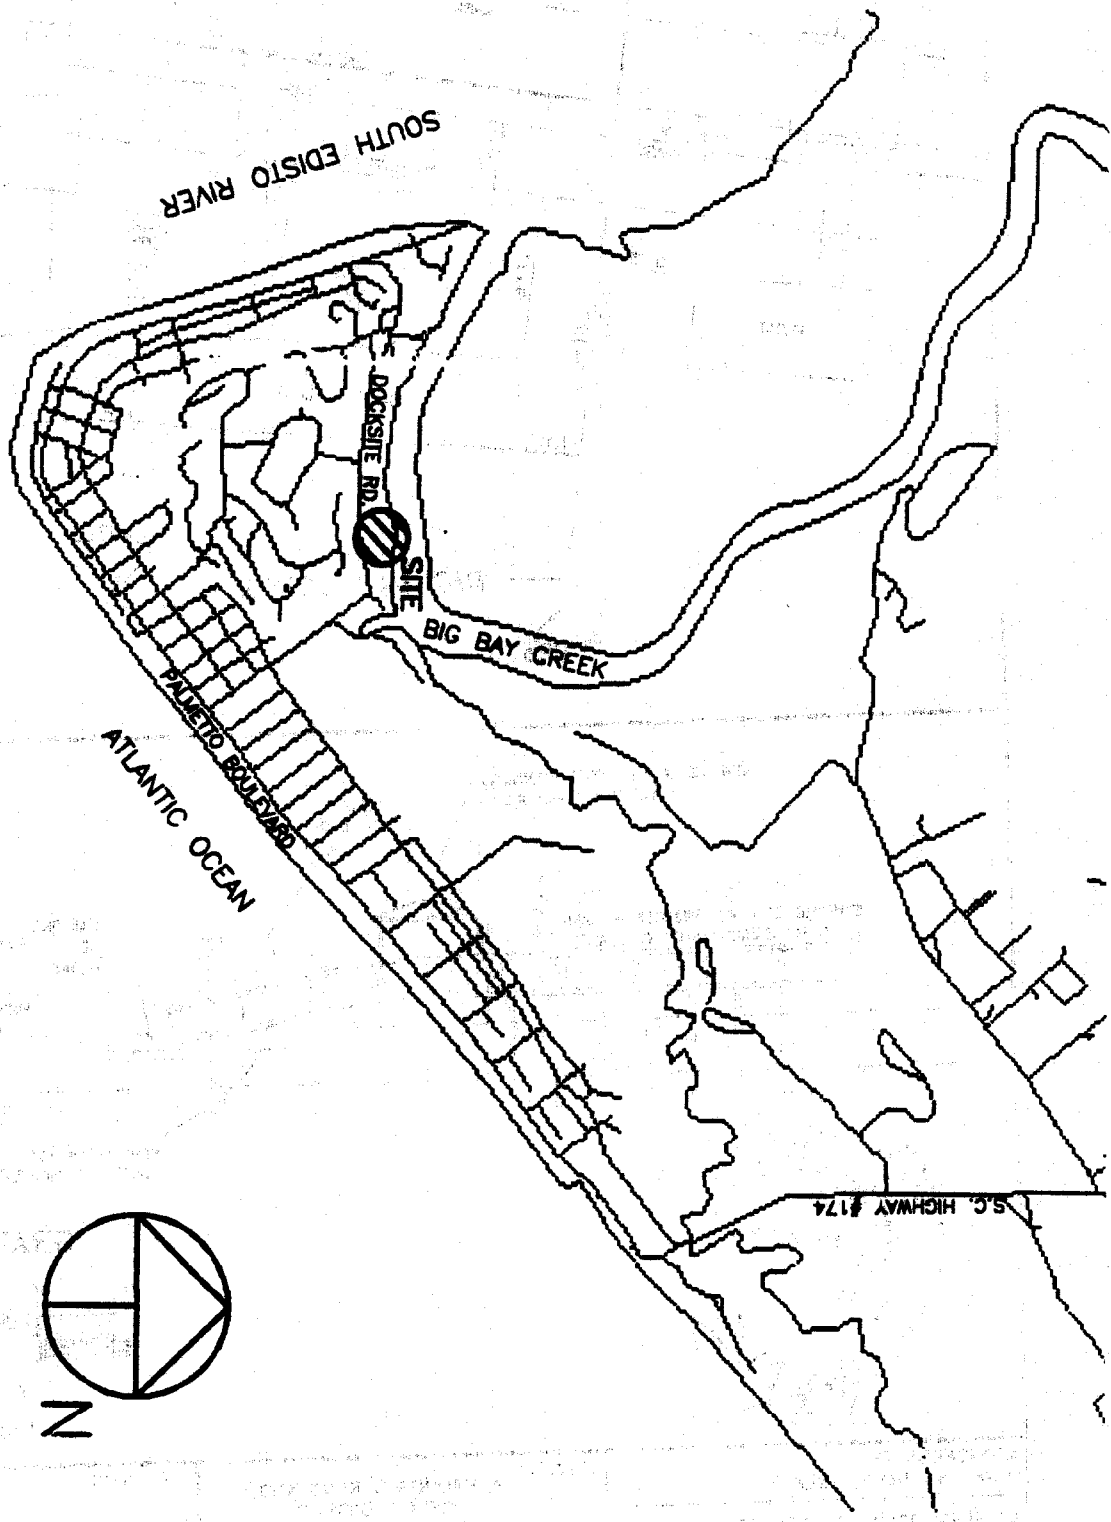 SOUTH EDISTO RIVER
DOCKSITE RD.
SITE
BIG BAY CREEK
PALMETTO BOULEVARD
ATLANTIC OCEAN
S.C. HIGHWAY #174
N